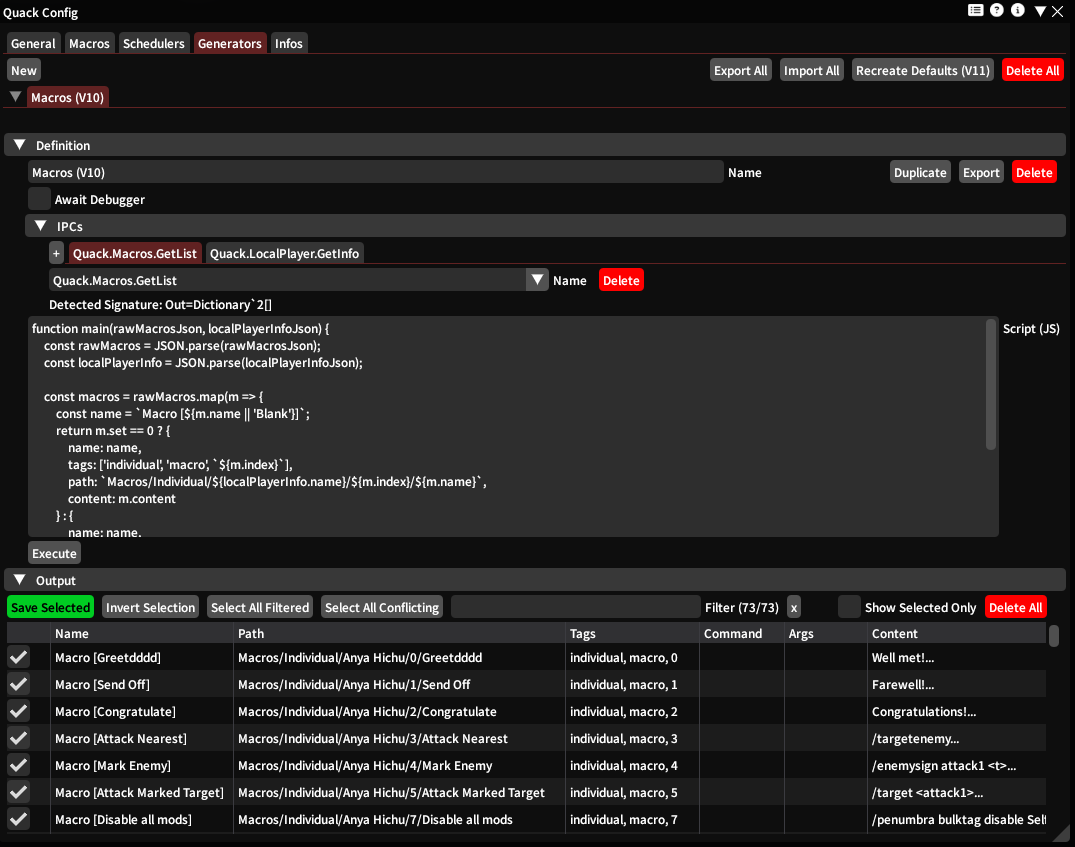 Quack Config
General Macros Schedulers Generators Infos
New Export All Import All Recreate Defaults (V11) Delete All
Macros (V10)
Definition
Macros (V10) Name Duplicate Export Delete
Await Debugger
IPCs
+ Quack.Macros.GetList Quack.LocalPlayer.GetInfo
Quack.Macros.GetList Name Delete
Detected Signature: Out=Dictionary`2[]
function main(rawMacrosJson, localPlayerInfoJson) { Script (JS)
const rawMacros = JSON.parse(rawMacrosJson);
const localPlayerInfo = JSON.parse(localPlayerInfoJson);
const macros = rawMacros.map(m => {
const name = `Macro [${m.name || 'Blank'}]`;
return m.set == 0 ? {
name: name,
tags: ['individual', 'macro', `${m.index}`],
path: `Macros/Individual/${localPlayerInfo.name}/${m.index}/${m.name}`,
content: m.content
} : {
name: name,
Execute
Output
Save Selected Invert Selection Select All Filtered Select All Conflicting Filter (73/73) x Show Selected Only Delete All
Name Path Tags Command Args Content
Macro [Greetdddd] Macros/Individual/Anya Hichu/0/Greetdddd individual, macro, 0 Well met!...
Macro [Send Off] Macros/Individual/Anya Hichu/1/Send Off individual, macro, 1 Farewell!...
Macro [Congratulate] Macros/Individual/Anya Hichu/2/Congratulate individual, macro, 2 Congratulations!...
Macro [Attack Nearest] Macros/Individual/Anya Hichu/3/Attack Nearest individual, macro, 3 /targetenemy...
Macro [Mark Enemy] Macros/Individual/Anya Hichu/4/Mark Enemy individual, macro, 4 /enemysign attack1 <t>...
Macro [Attack Marked Target] Macros/Individual/Anya Hichu/5/Attack Marked Target individual, macro, 5 /target <attack1>...
Macro [Disable all mods] Macros/Individual/Anya Hichu/7/Disable all mods individual, macro, 7 /penumbra bulktag disable Self